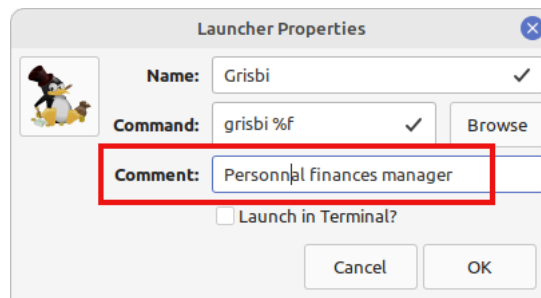 Launcher Properties
Name: Grisbi
Command: grisbi %f Browse
Comment: Personnal finances manager
Launch in Terminal?
Cancel OK